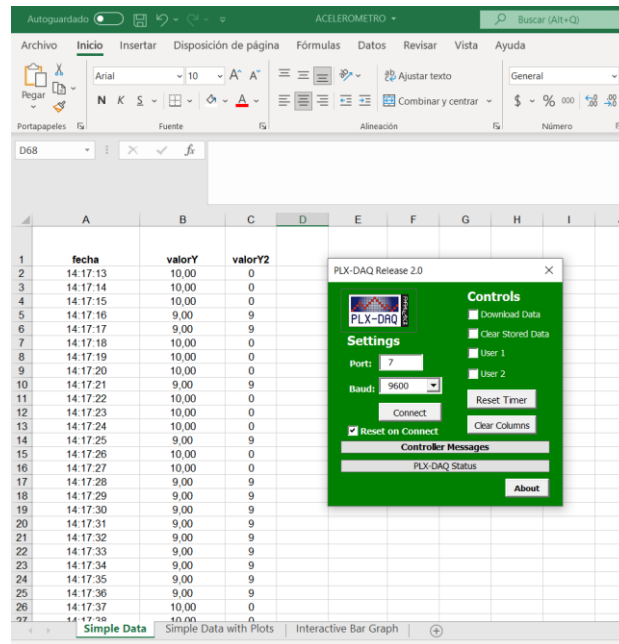 Autoguardado
ACELEROMETRO
Buscar (Alt+Q)
Archivo Inicio Insertar Disposición de página Fórmulas Datos Revisar Vista Ayuda
Pegar
Arial 10 A A
N K S A
Ajustar texto
Combinar y centrar
General
$ % 000
Portapapeles Fuente Alineación Número
D68 fx
A B C D E F G H I
1 fecha valorY valorY2
2 14:17:13 10,00 0
3 14:17:14 10,00 0
4 14:17:15 10,00 0
5 14:17:16 9,00 9
6 14:17:17 9,00 9
7 14:17:18 10,00 0
8 14:17:19 10,00 0
9 14:17:20 10,00 0
10 14:17:21 9,00 9
11 14:17:22 10,00 0
12 14:17:23 10,00 0
13 14:17:24 10,00 0
14 14:17:25 9,00 9
15 14:17:26 10,00 0
16 14:17:27 10,00 0
17 14:17:28 9,00 9
18 14:17:29 9,00 9
19 14:17:30 9,00 9
20 14:17:31 9,00 9
21 14:17:32 9,00 9
22 14:17:33 9,00 9
23 14:17:34 9,00 9
24 14:17:35 9,00 9
25 14:17:36 9,00 9
26 14:17:37 10,00 0
27 14:17:38 10,00 0
PLX-DAQ Release 2.0
PLX-DAQ
Settings
Port: 7
Baud: 9600
Connect
Reset on Connect
Controls
Download Data
Clear Stored Data
User 1
User 2
Reset Timer
Clear Columns
Controller Messages
PLX-DAQ Status
About
Simple Data Simple Data with Plots Interactive Bar Graph